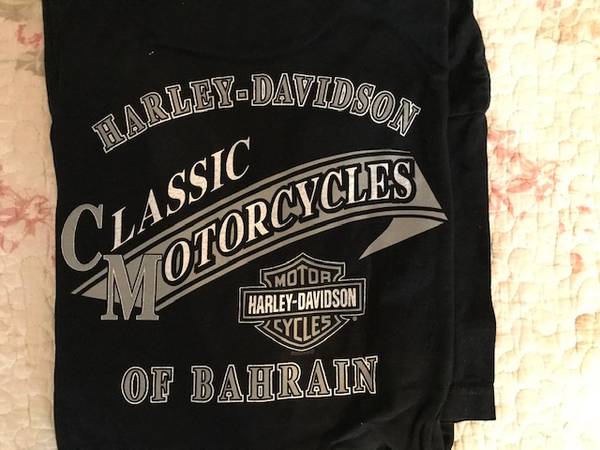 HARLEY-DAVIDSON
CLASSIC
MOTORCYCLES
MOTOR
HARLEY-DAVIDSON
CYCLES
OF BAHRAIN